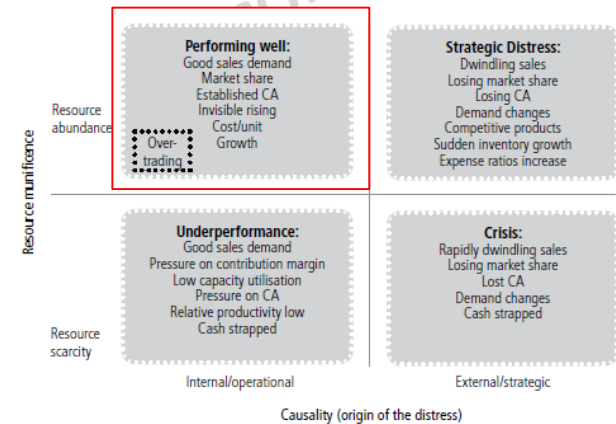 Performing well:
Good sales demand
Market share
Established CA
Invisible rising
Cost/unit
Growth
Over-
trading
Strategic Distress:
Dwindling sales
Losing market share
Losing CA
Demand changes
Competitive products
Sudden inventory growth
Expense ratios increase
Resource
abundance
Resource munificence
Underperformance:
Good sales demand
Pressure on contribution margin
Low capacity utilisation
Pressure on CA
Relative productivity low
Cash strapped
Crisis:
Rapidly dwindling sales
Losing market share
Lost CA
Demand changes
Cash strapped
Resource
scarcity
Internal/operational
External/strategic
Causality (origin of the distress)